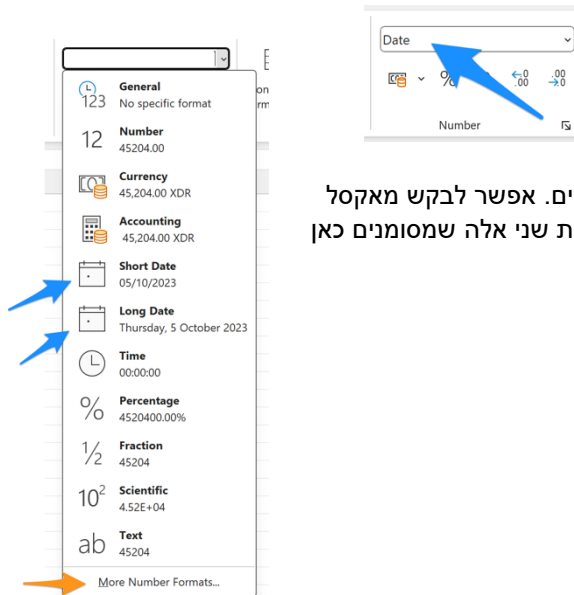 Date
% 
.00
.00
Number
ים. אפשר לבקש מאקסל
ת שני אלה שמסומנים כאן
General
No specific format
123
Number
45204.00
12
Currency
45,204.00 XDR
Accounting
45,204.00 XDR
Short Date
05/10/2023
Long Date
Thursday, 5 October 2023
Time
00:00:00
Percentage
4520400.00%
Fraction
45204
Scientific
4.52E+04
10²
Text
45204
ab
More Number Formats...